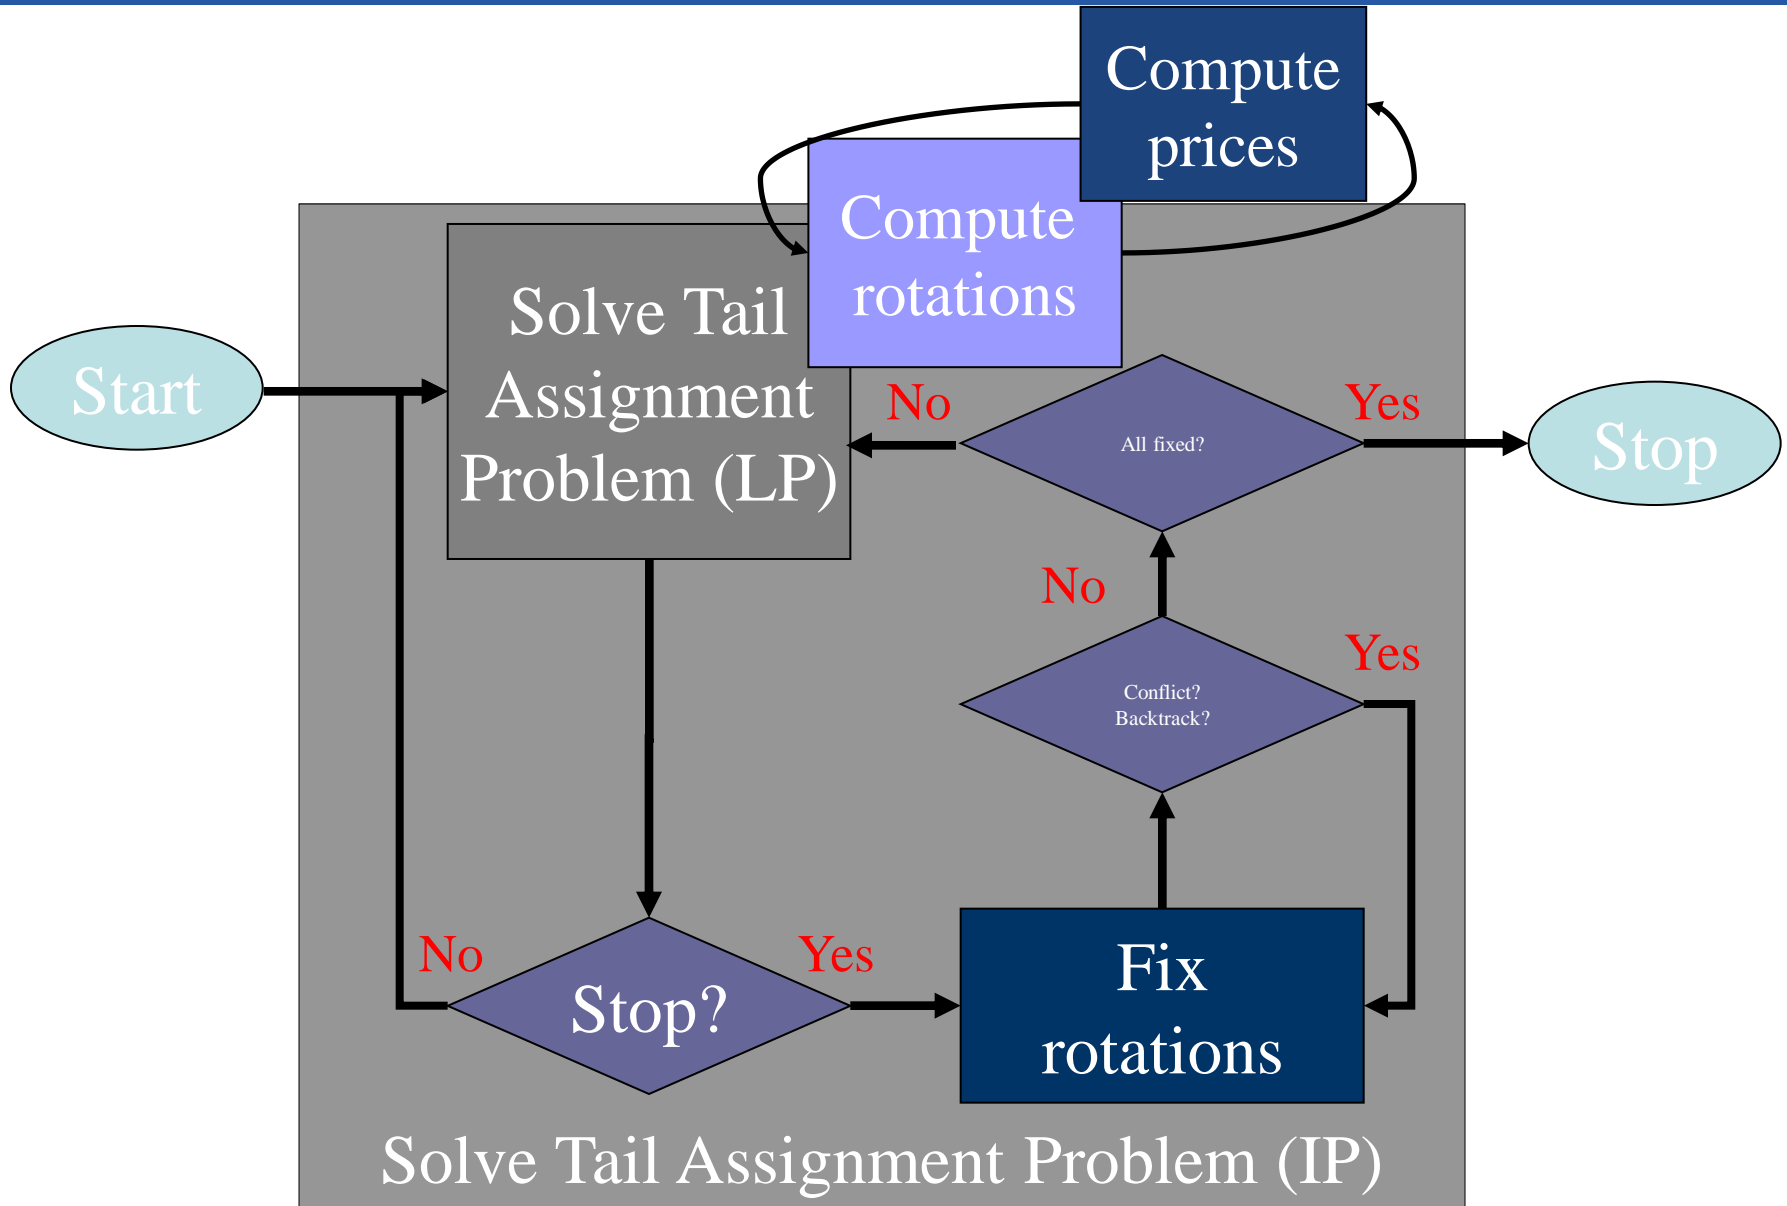 Compute
prices
Compute
rotations
Solve Tail
Assignment
Problem (LP)
Start
No
All fixed?
Yes
Stop
No
Conflict?
Backtrack?
Yes
No
Stop?
Yes
Fix
rotations
Solve Tail Assignment Problem (IP)